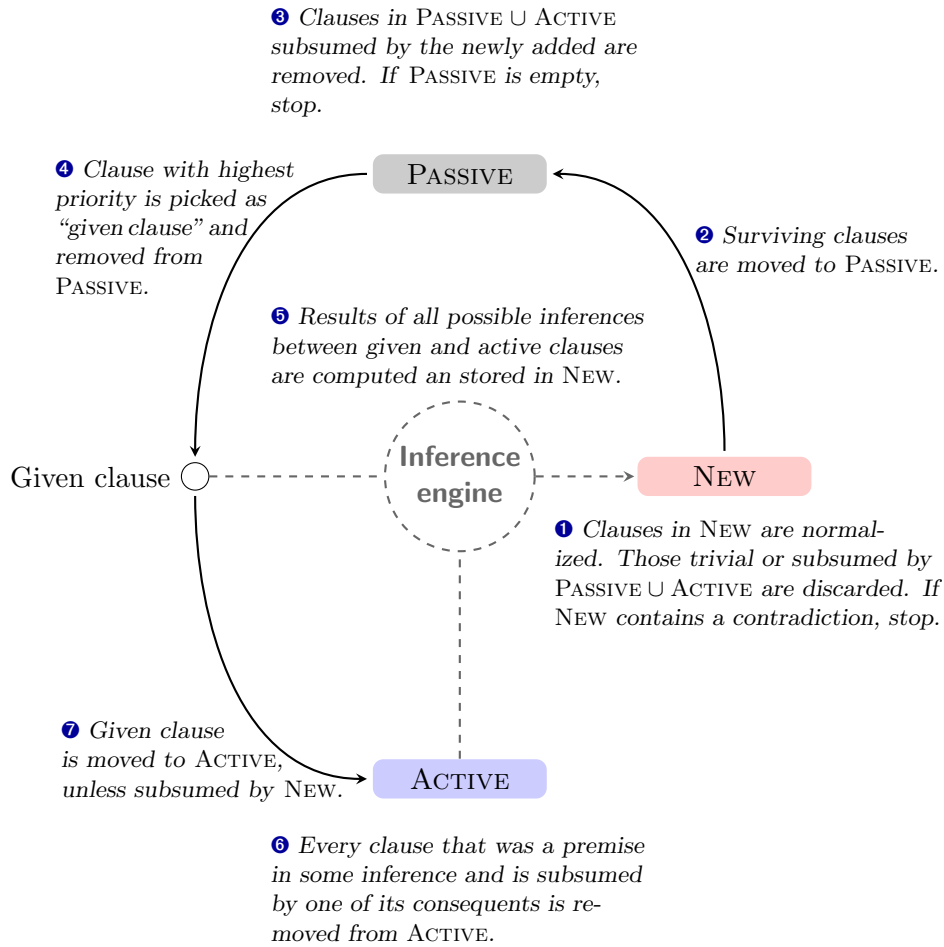 ❸ Clauses in PASSIVE ∪ ACTIVE
subsumed by the newly added are
removed. If PASSIVE is empty,
stop.
PASSIVE
❹ Clause with highest
priority is picked as
“given clause” and
removed from
PASSIVE.
❷ Surviving clauses
are moved to PASSIVE.
❺ Results of all possible inferences
between given and active clauses
are computed an stored in NEW.
Given clause
Inference
engine
NEW
❶ Clauses in NEW are normal-
ized. Those trivial or subsumed by
PASSIVE ∪ ACTIVE are discarded. If
NEW contains a contradiction, stop.
❼ Given clause
is moved to ACTIVE,
unless subsumed by NEW.
ACTIVE
❻ Every clause that was a premise
in some inference and is subsumed
by one of its consequents is re-
moved from ACTIVE.